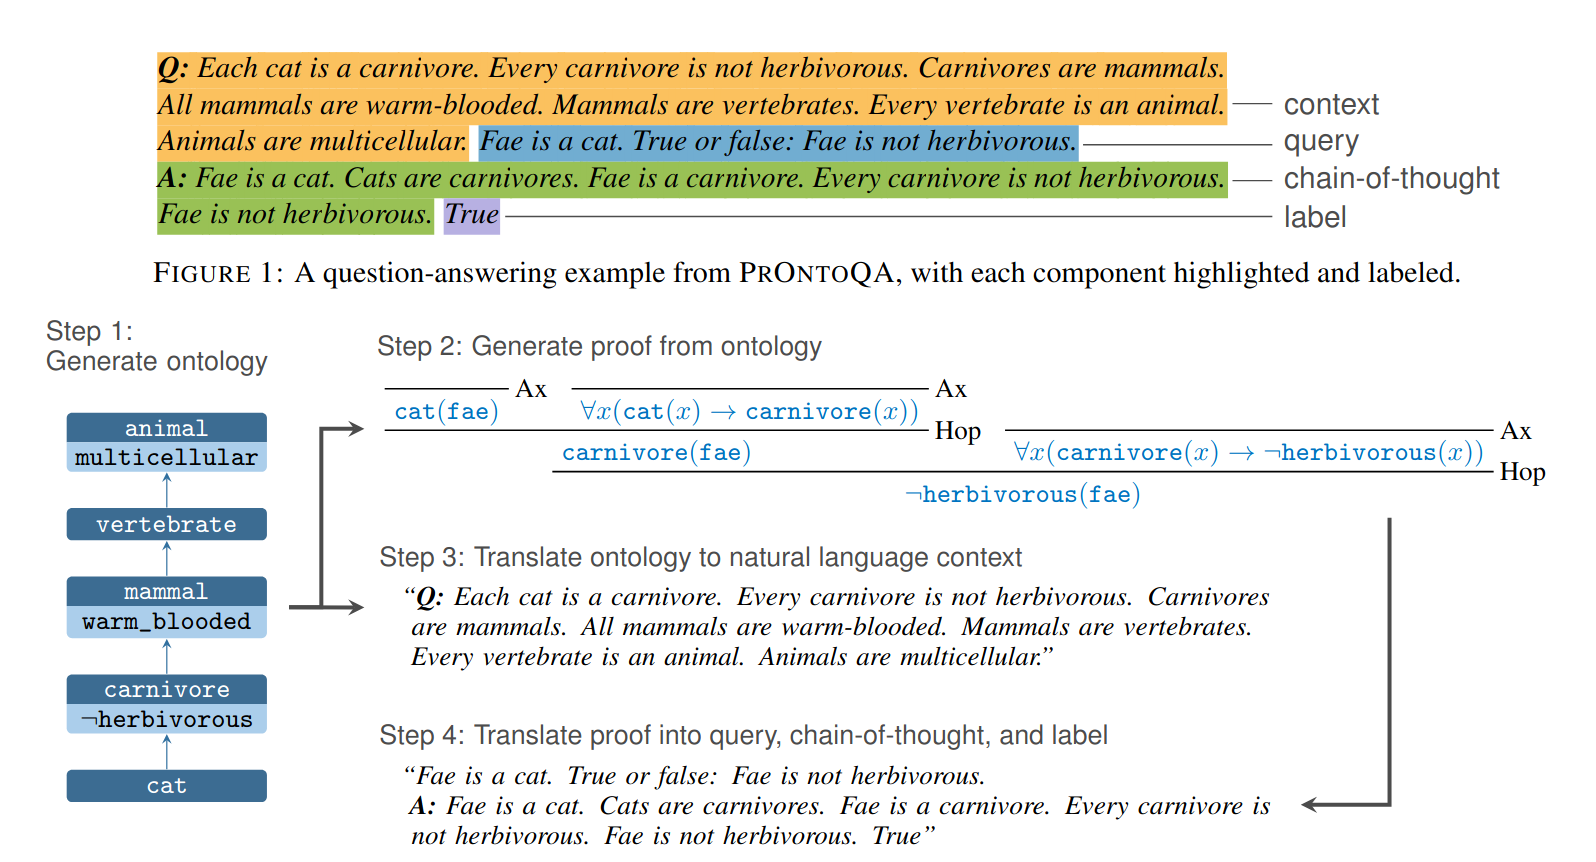 Q: Each cat is a carnivore. Every carnivore is not herbivorous. Carnivores are mammals.
All mammals are warm-blooded. Mammals are vertebrates. Every vertebrate is an animal.
context
Animals are multicellular. Fae is a cat. True or false: Fae is not herbivorous.
query
A: Fae is a cat. Cats are carnivores. Fae is a carnivore. Every carnivore is not herbivorous.
chain-of-thought
Fae is not herbivorous. True
label
FIGURE 1: A question-answering example from PRONTOQA, with each component highlighted and labeled.
Step 1:
Generate ontology
animal
multicellular
vertebrate
mammal
warm_blooded
carnivore
¬herbivorous
cat
Step 2: Generate proof from ontology
Ax
Ax
cat(fae)
∀x(cat(x) → carnivore(x))
Hop
Ax
carnivore(fae)
∀x(carnivore(x) → ¬herbivorous(x))
Hop
¬herbivorous(fae)
Step 3: Translate ontology to natural language context
“Q: Each cat is a carnivore. Every carnivore is not herbivorous. Carnivores
are mammals. All mammals are warm-blooded. Mammals are vertebrates.
Every vertebrate is an animal. Animals are multicellular.”
Step 4: Translate proof into query, chain-of-thought, and label
“Fae is a cat. True or false: Fae is not herbivorous.
A: Fae is a cat. Cats are carnivores. Fae is a carnivore. Every carnivore is
not herbivorous. Fae is not herbivorous. True”